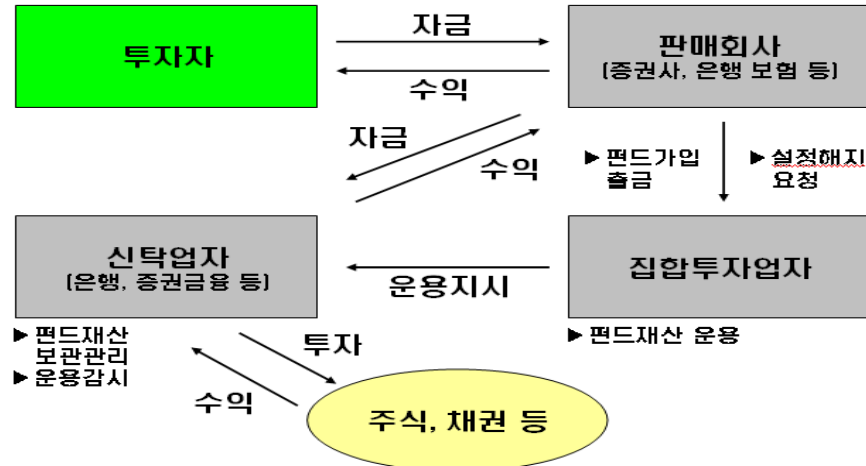 투자자
자금
수익
판매회사
(증권사, 은행 보험 등)
자금
수익
▶펀드가입
출금
▶설정해지
요청
신탁업자
(은행, 증권금융 등)
운용지시
집합투자업자
▶펀드재산
보관관리
▶운용감시
▶펀드재산 운용
투자
수익
주식, 채권 등